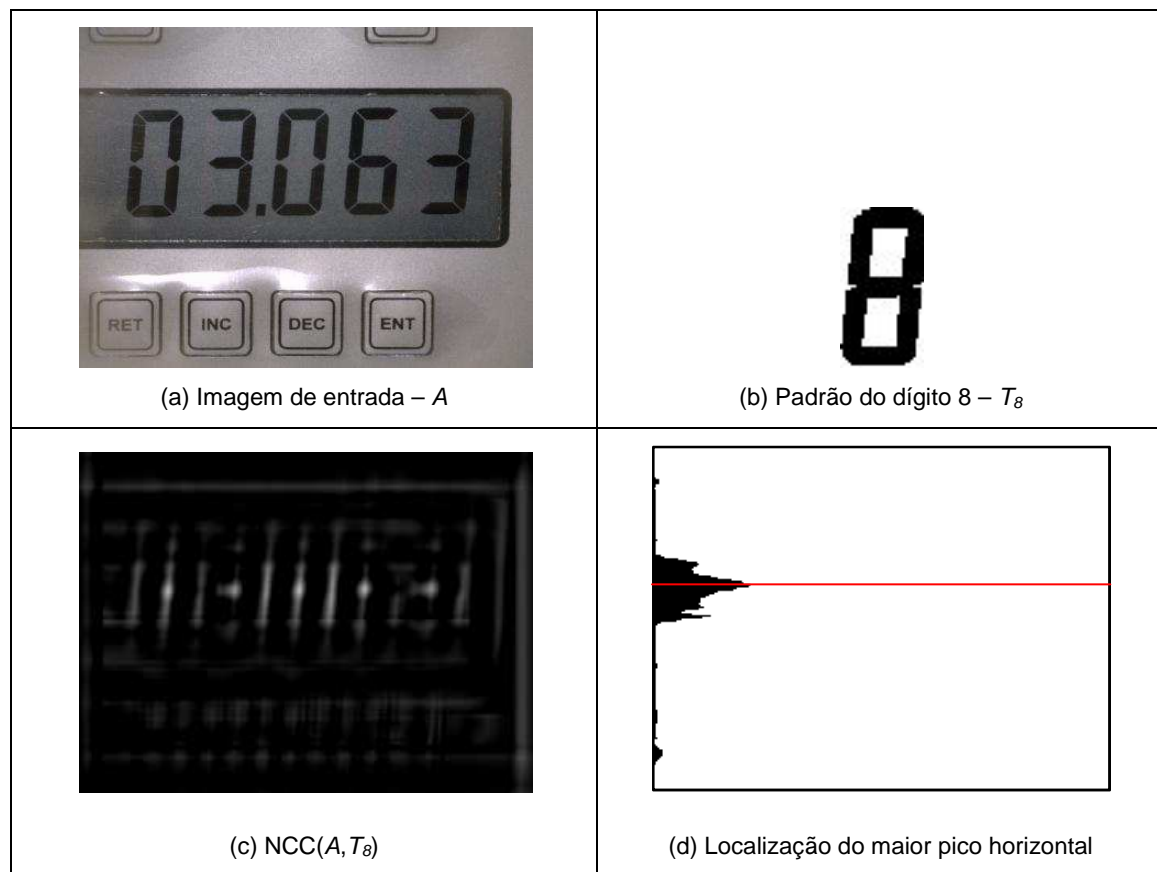 03.063
RET INC DEC ENT
(a) Imagem de entrada – A
8
(b) Padrão do dígito 8 – T8
(c) NCC(A,T8)
(d) Localização do maior pico horizontal